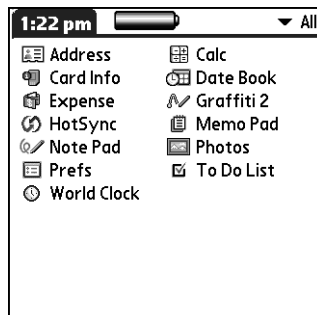 1:22 pm All
Address Calc
Card Info Date Book
Expense Graffiti 2
HotSync Memo Pad
Note Pad Photos
Prefs To Do List
World Clock